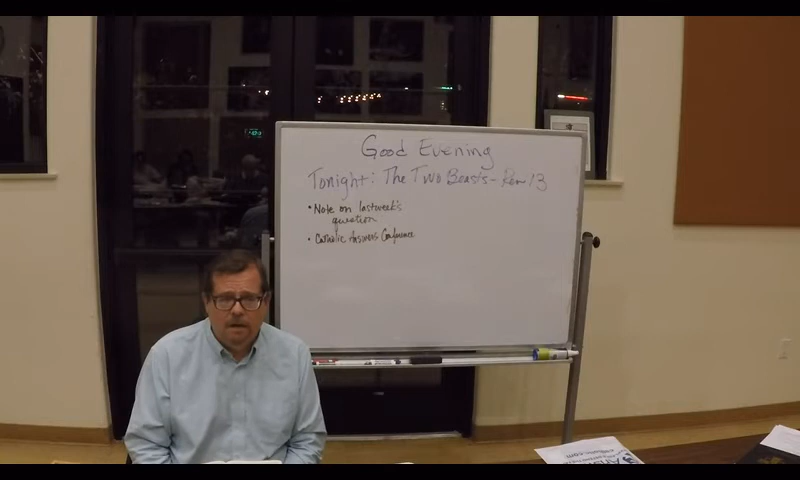 Good Evening
Tonight: The Two Beasts - Rev 13
• Note on last week's
question
• Catholic Answers Conference